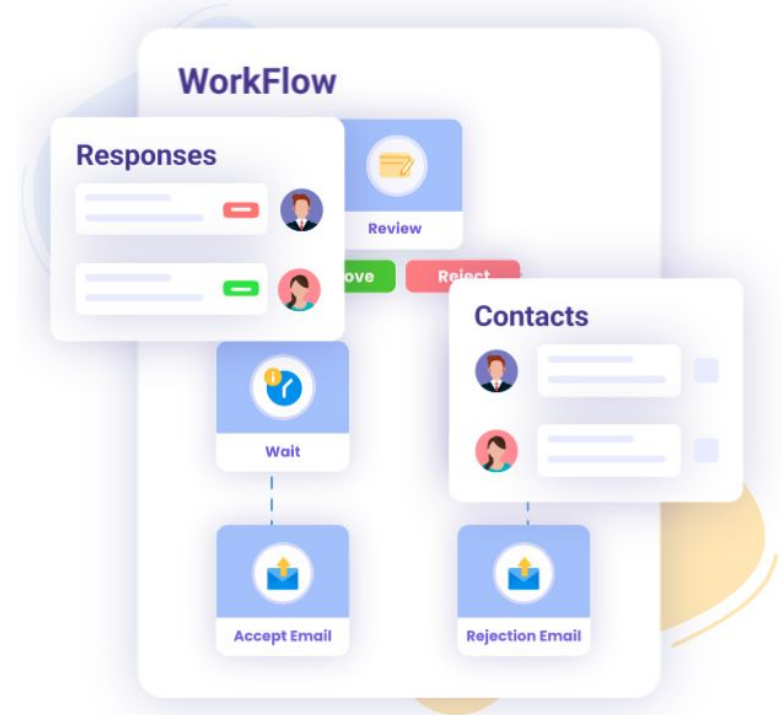 WorkFlow
Responses
Review
ove
Reject
Contacts
Wait
Accept Email
Rejection Email